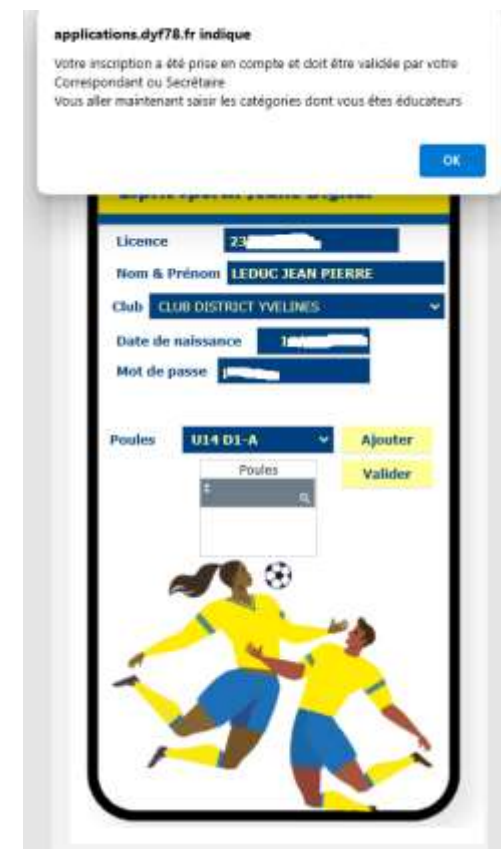 applications.dyf78.fr indique
Votre inscription a été prise en compte et doit être validée par votre
Correspondant ou Secrétaire
Vous aller maintenant saisir les catégories dont vous êtes éducateurs
OK
Licence 23
Nom & Prénom LEDUC JEAN PIERRE
Club CLUB DISTRICT YVELINES
Date de naissance 1
Mot de passe
Poules U14 D1-A Ajouter
Poules Valider